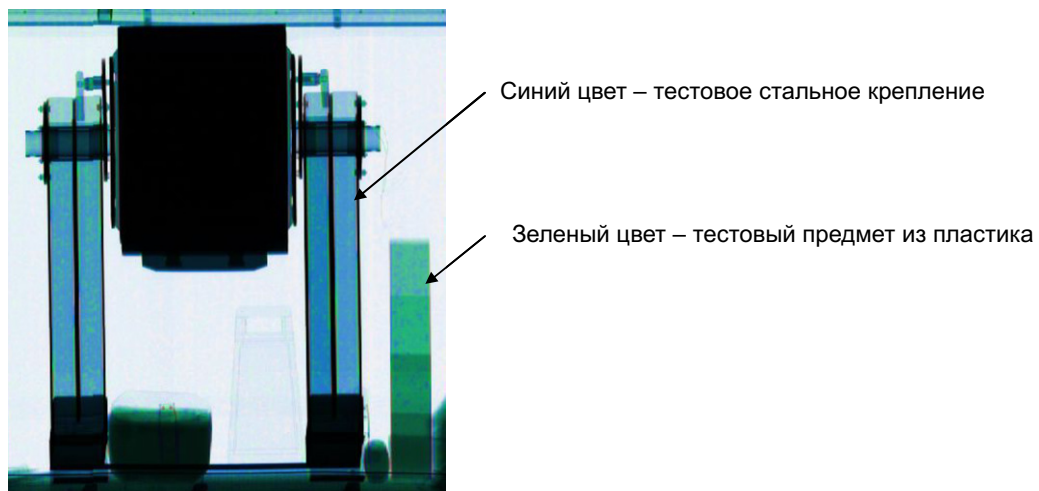 Синий цвет – тестовое стальное крепление
Зеленый цвет – тестовый предмет из пластика